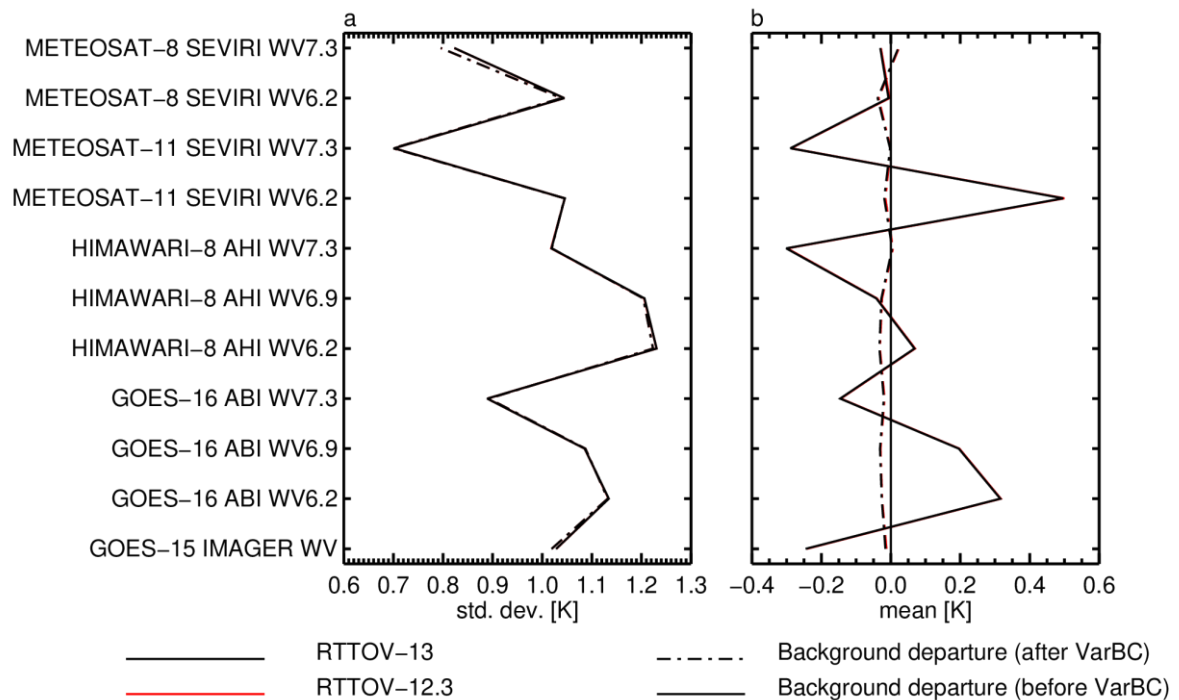 a b
METEOSAT−8 SEVIRI WV7.3
METEOSAT−8 SEVIRI WV6.2
METEOSAT−11 SEVIRI WV7.3
METEOSAT−11 SEVIRI WV6.2
HIMAWARI−8 AHI WV7.3
HIMAWARI−8 AHI WV6.9
HIMAWARI−8 AHI WV6.2
GOES−16 ABI WV7.3
GOES−16 ABI WV6.9
GOES−16 ABI WV6.2
GOES−15 IMAGER WV
0.6 0.7 0.8 0.9 1.0 1.1 1.2 1.3 −0.4 −0.2 0.0 0.2 0.4 0.6
std. dev. [K] mean [K]
RTTOV−13 Background departure (after VarBC)
RTTOV−12.3 Background departure (before VarBC)